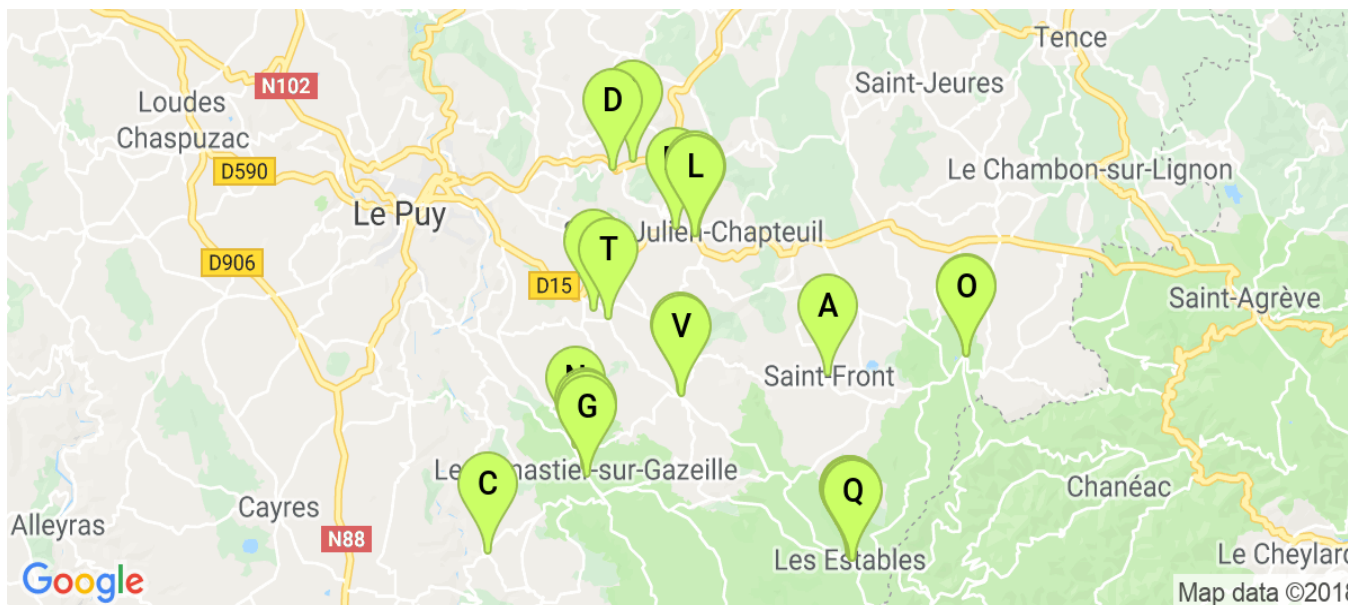 Tence
Saint-Jeures
N102
Loudes
D
Chaspuzac
D590
L
Le Chambon-sur-Lignon
Le Puy
Julien-Chapteuil
T
D906
D15
O
Saint-Agrève
A
V
Saint-Front
N
G
C
Q
Chanéac
Cayres
Alleyras
N88
Les Estables
Le Cheylard
Google
Map data ©2018